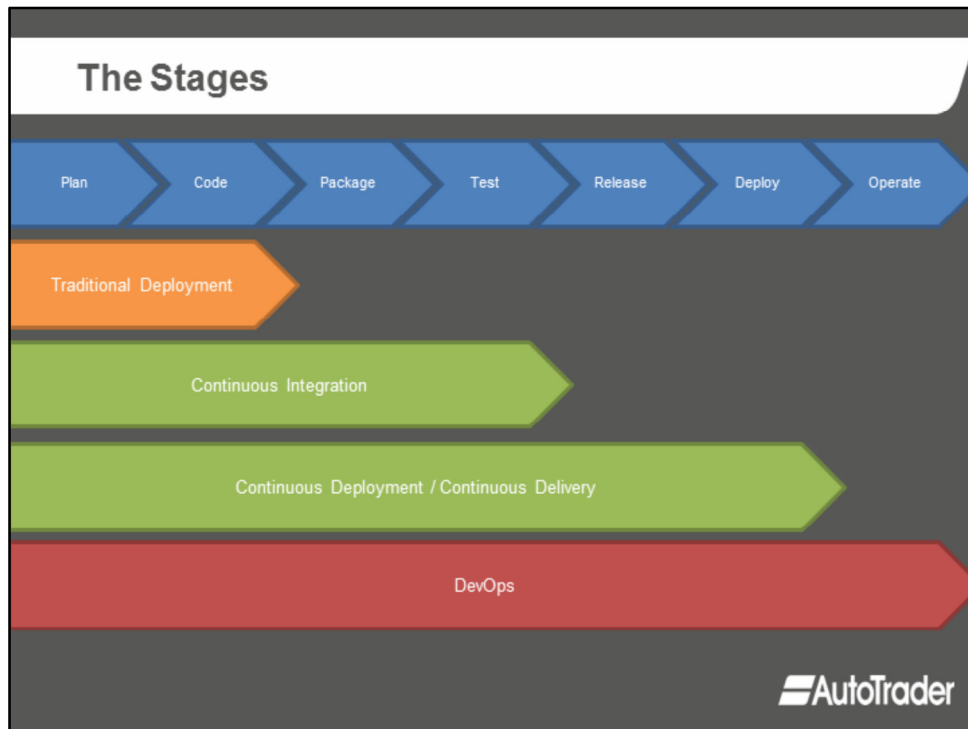 The Stages
Plan
Code
Package
Test
Release
Deploy
Operate
Traditional Deployment
Continuous Integration
Continuous Deployment / Continuous Delivery
DevOps
AutoTrader